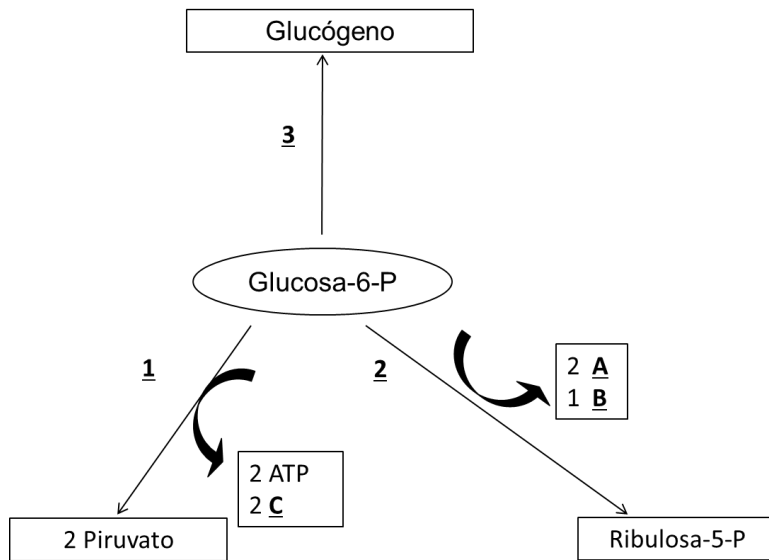 Glucógeno
3
Glucosa-6-P
1
2
2 A
1 B
2 ATP
2 C
2 Piruvato
Ribulosa-5-P